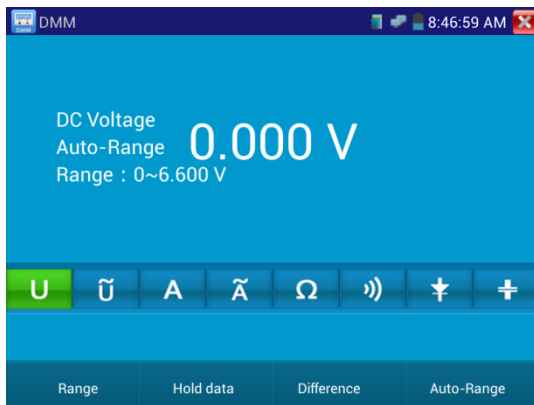 DMM
DMM
8:46:59 AM
DC Voltage
Auto-Range
0.000 V
Range : 0~6.600 V
U Ũ A Ã Ω
Range Hold data Difference Auto-Range